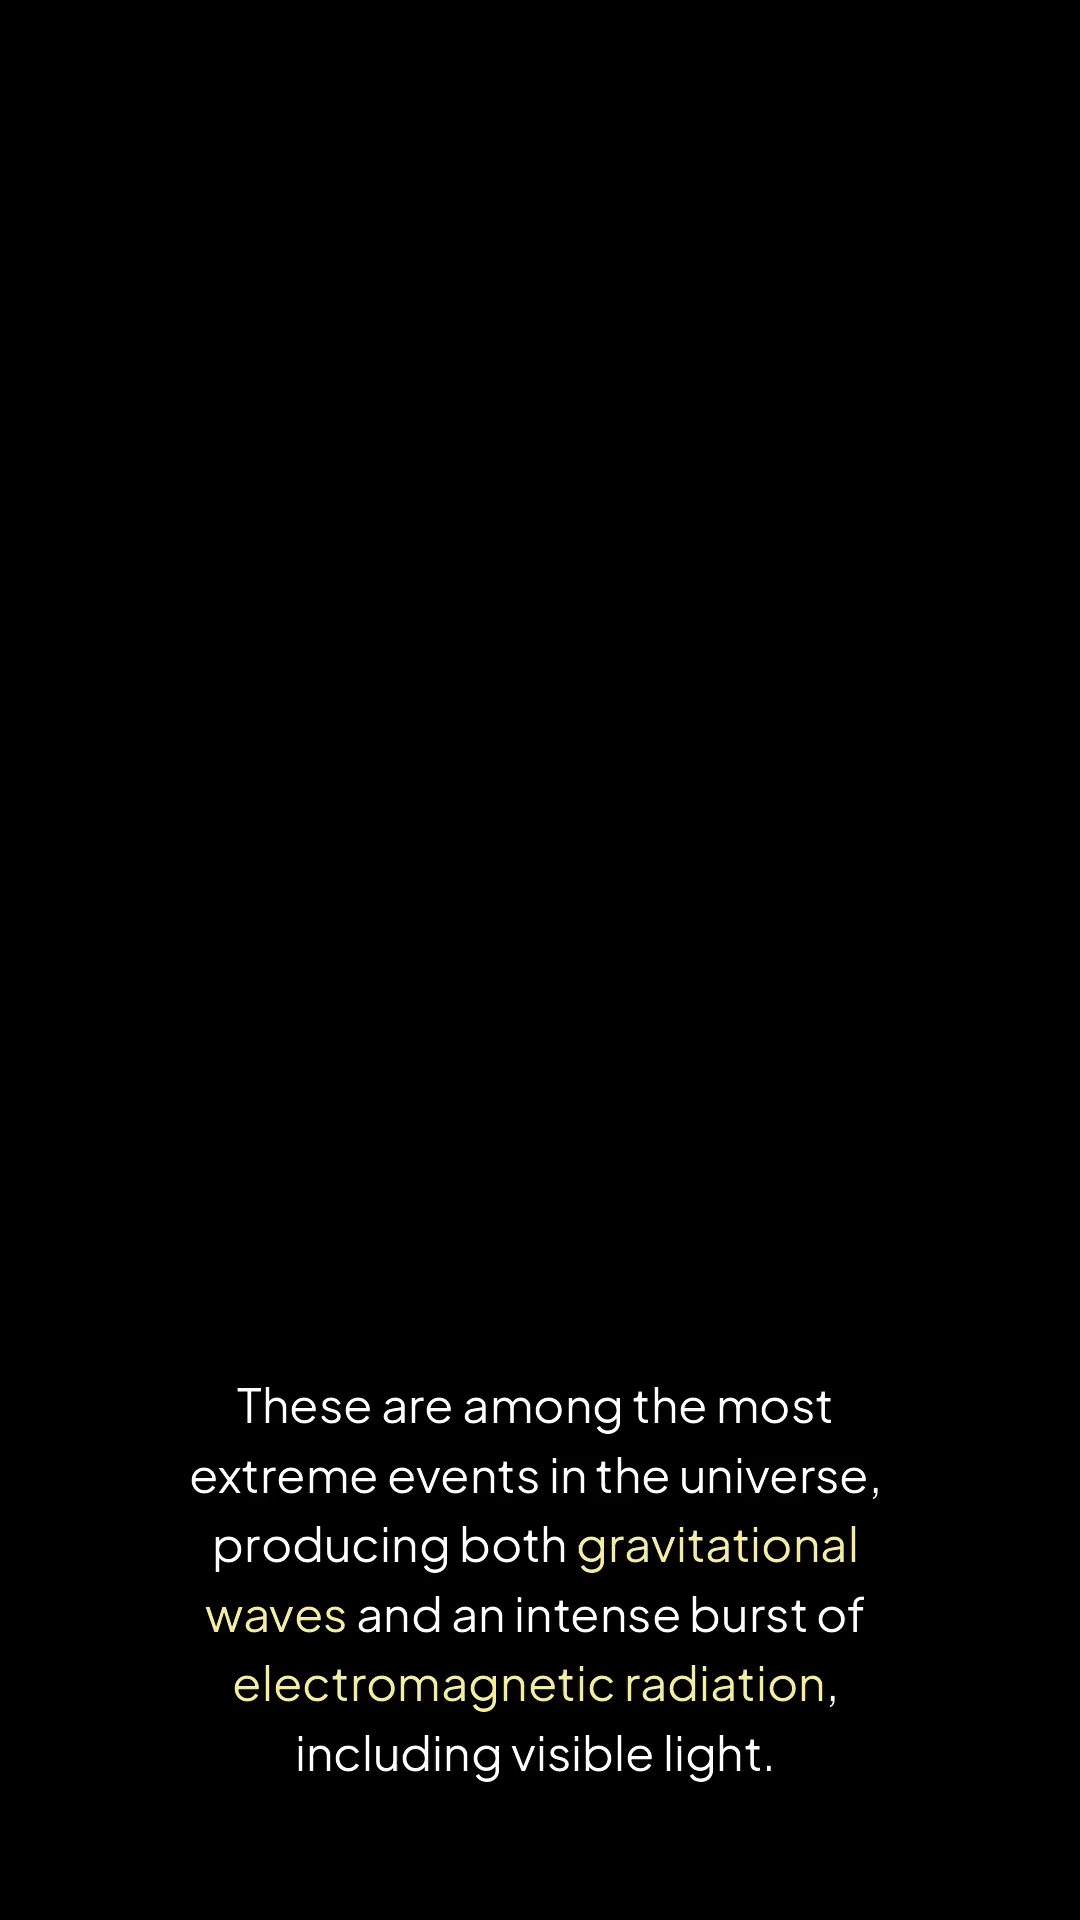 These are among the most
extreme events in the universe,
producing both gravitational
waves and an intense burst of
electromagnetic radiation,
including visible light.